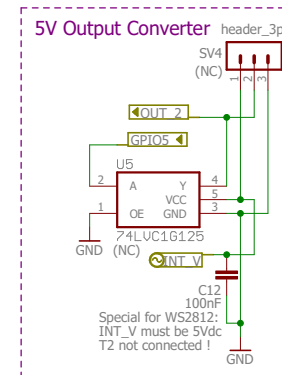 5V Output Converter
header_3p
SV4
(NC)
1 2 3
OUT_2
GPIO5
U5
2 A Y 4
VCC 5
1 OE GND 3
74LVC1G125
GND
(NC)
INT_V
C12
100nF
Special for WS2812:
INT_V must be 5Vdc
T2 not connected !
GND